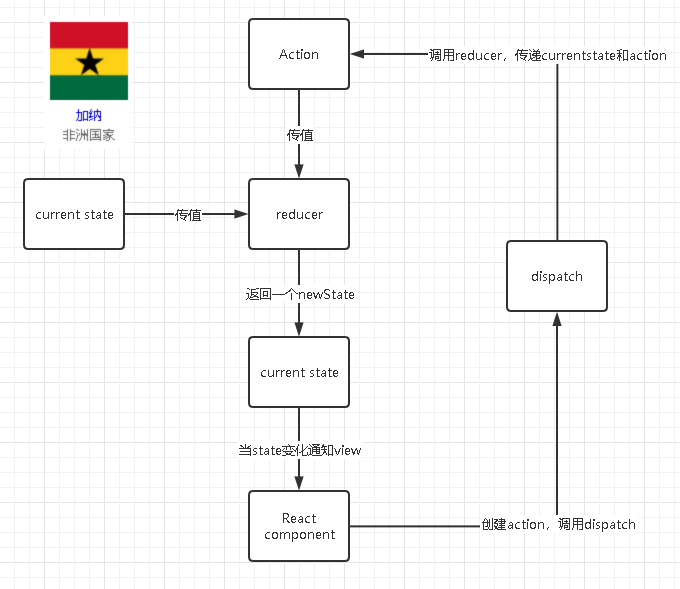 Action
调用reducer，传递currentstate和action
加纳
非洲国家
传值
current state
传值
reducer
dispatch
返回一个newState
current state
当state变化通知view
React
component
创建action，调用dispatch